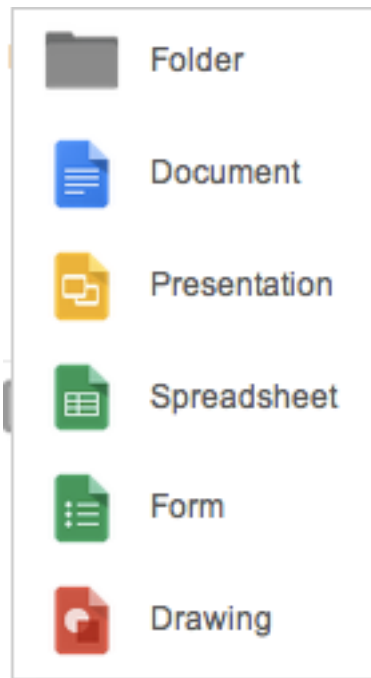 Folder
Document
Presentation
Spreadsheet
Form
Drawing